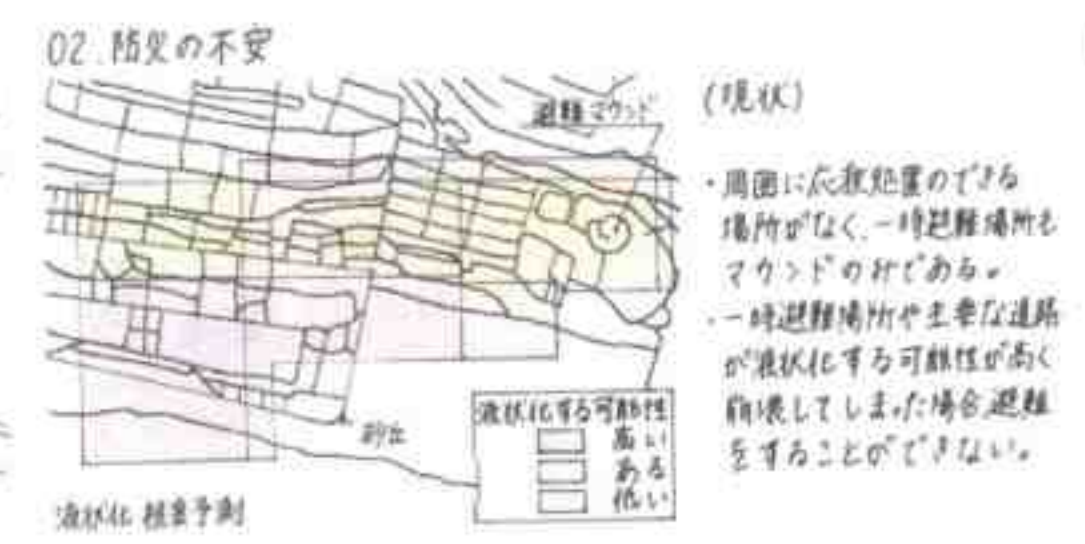 02.防災の不安
避難マウンド
(現状)
・周囲に応援処置のできる
場所がなく、一時避難場所も
マウンドのみである。
・一時避難場所や主要な道路
が液状化する可能性が高く
崩壊してしまった場合避難
をすることができない。
液状化する可能性
高い
ある
低い
砂丘
液状化 被害予測